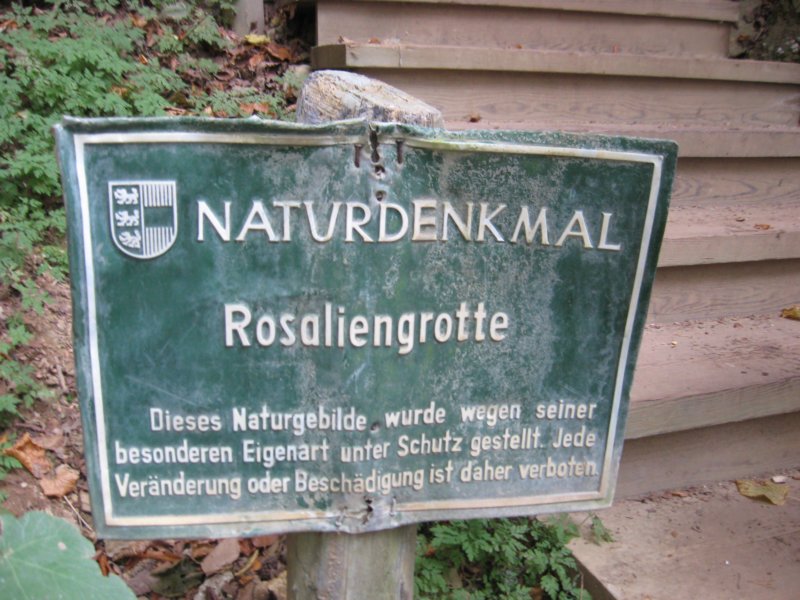 NATURDENKMAL
Rosaliengrotte
Dieses Naturgebilde wurde wegen seiner
besonderen Eigenart unter Schutz gestellt. Jede
Veränderung oder Beschädigung ist daher verboten.